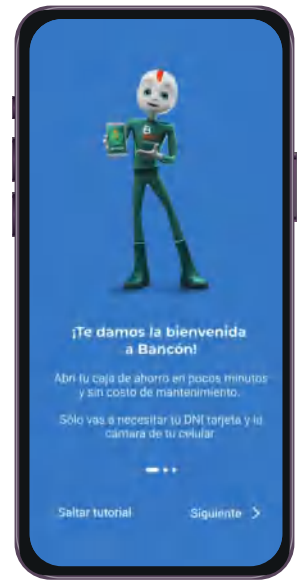 B
¡Te damos la bienvenida
a Bancón!
Abrí tu caja de ahorro en pocos minutos
y sin costo de mantenimiento.
Sólo vas a necesitar tu DNI tarjeta y la
cámara de tu celular
Saltar tutorial
Siguiente